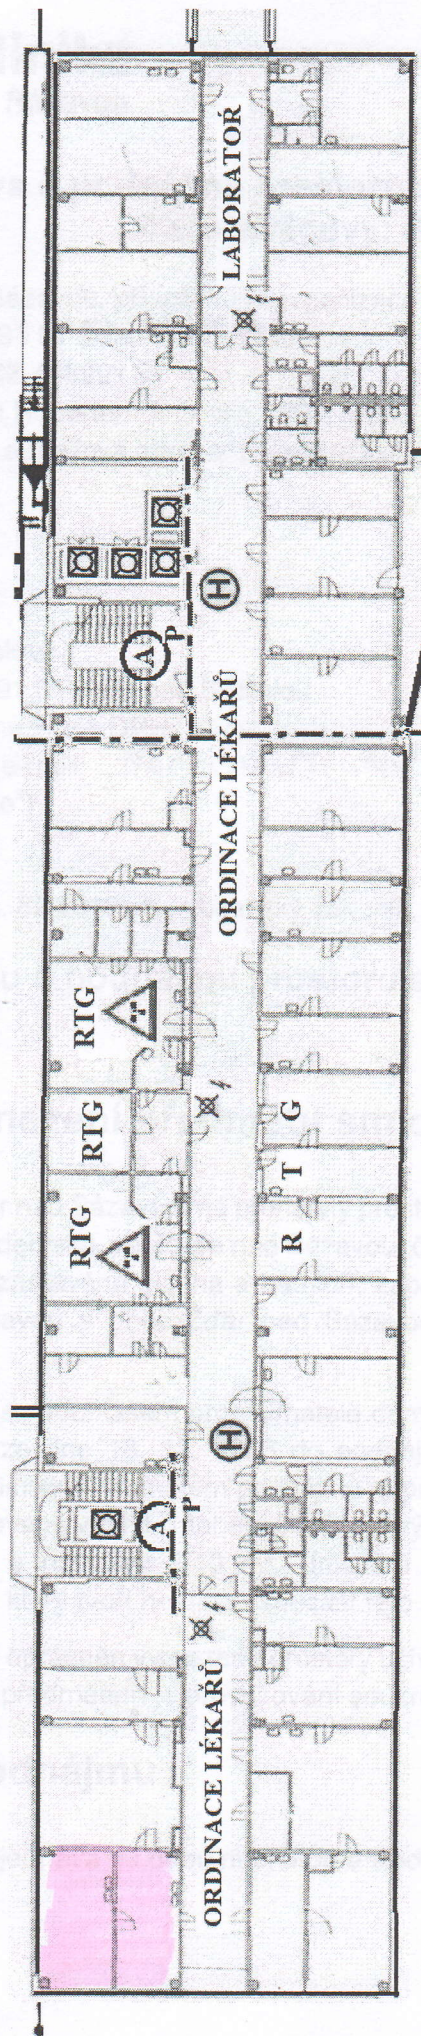 LABORATOŘ
H
A
P
ORDINACE LÉKAŘŮ
RTG
RTG
G
T
RTG
R
H
A
P
ORDINACE LÉKAŘŮ